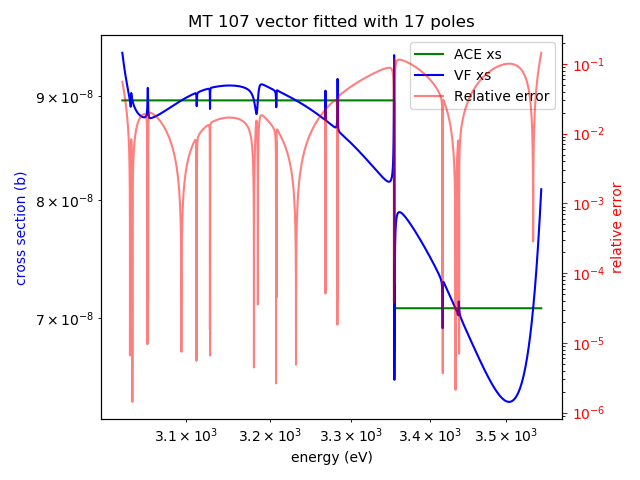 MT 107 vector fitted with 17 poles
ACE xs
VF xs
Relative error
cross section (b)
9 × 10⁻⁸
8 × 10⁻⁸
7 × 10⁻⁸
10⁻¹
10⁻²
10⁻³
10⁻⁴
10⁻⁵
10⁻⁶
relative error
3.1 × 10³ 3.2 × 10³ 3.3 × 10³ 3.4 × 10³ 3.5 × 10³
energy (eV)